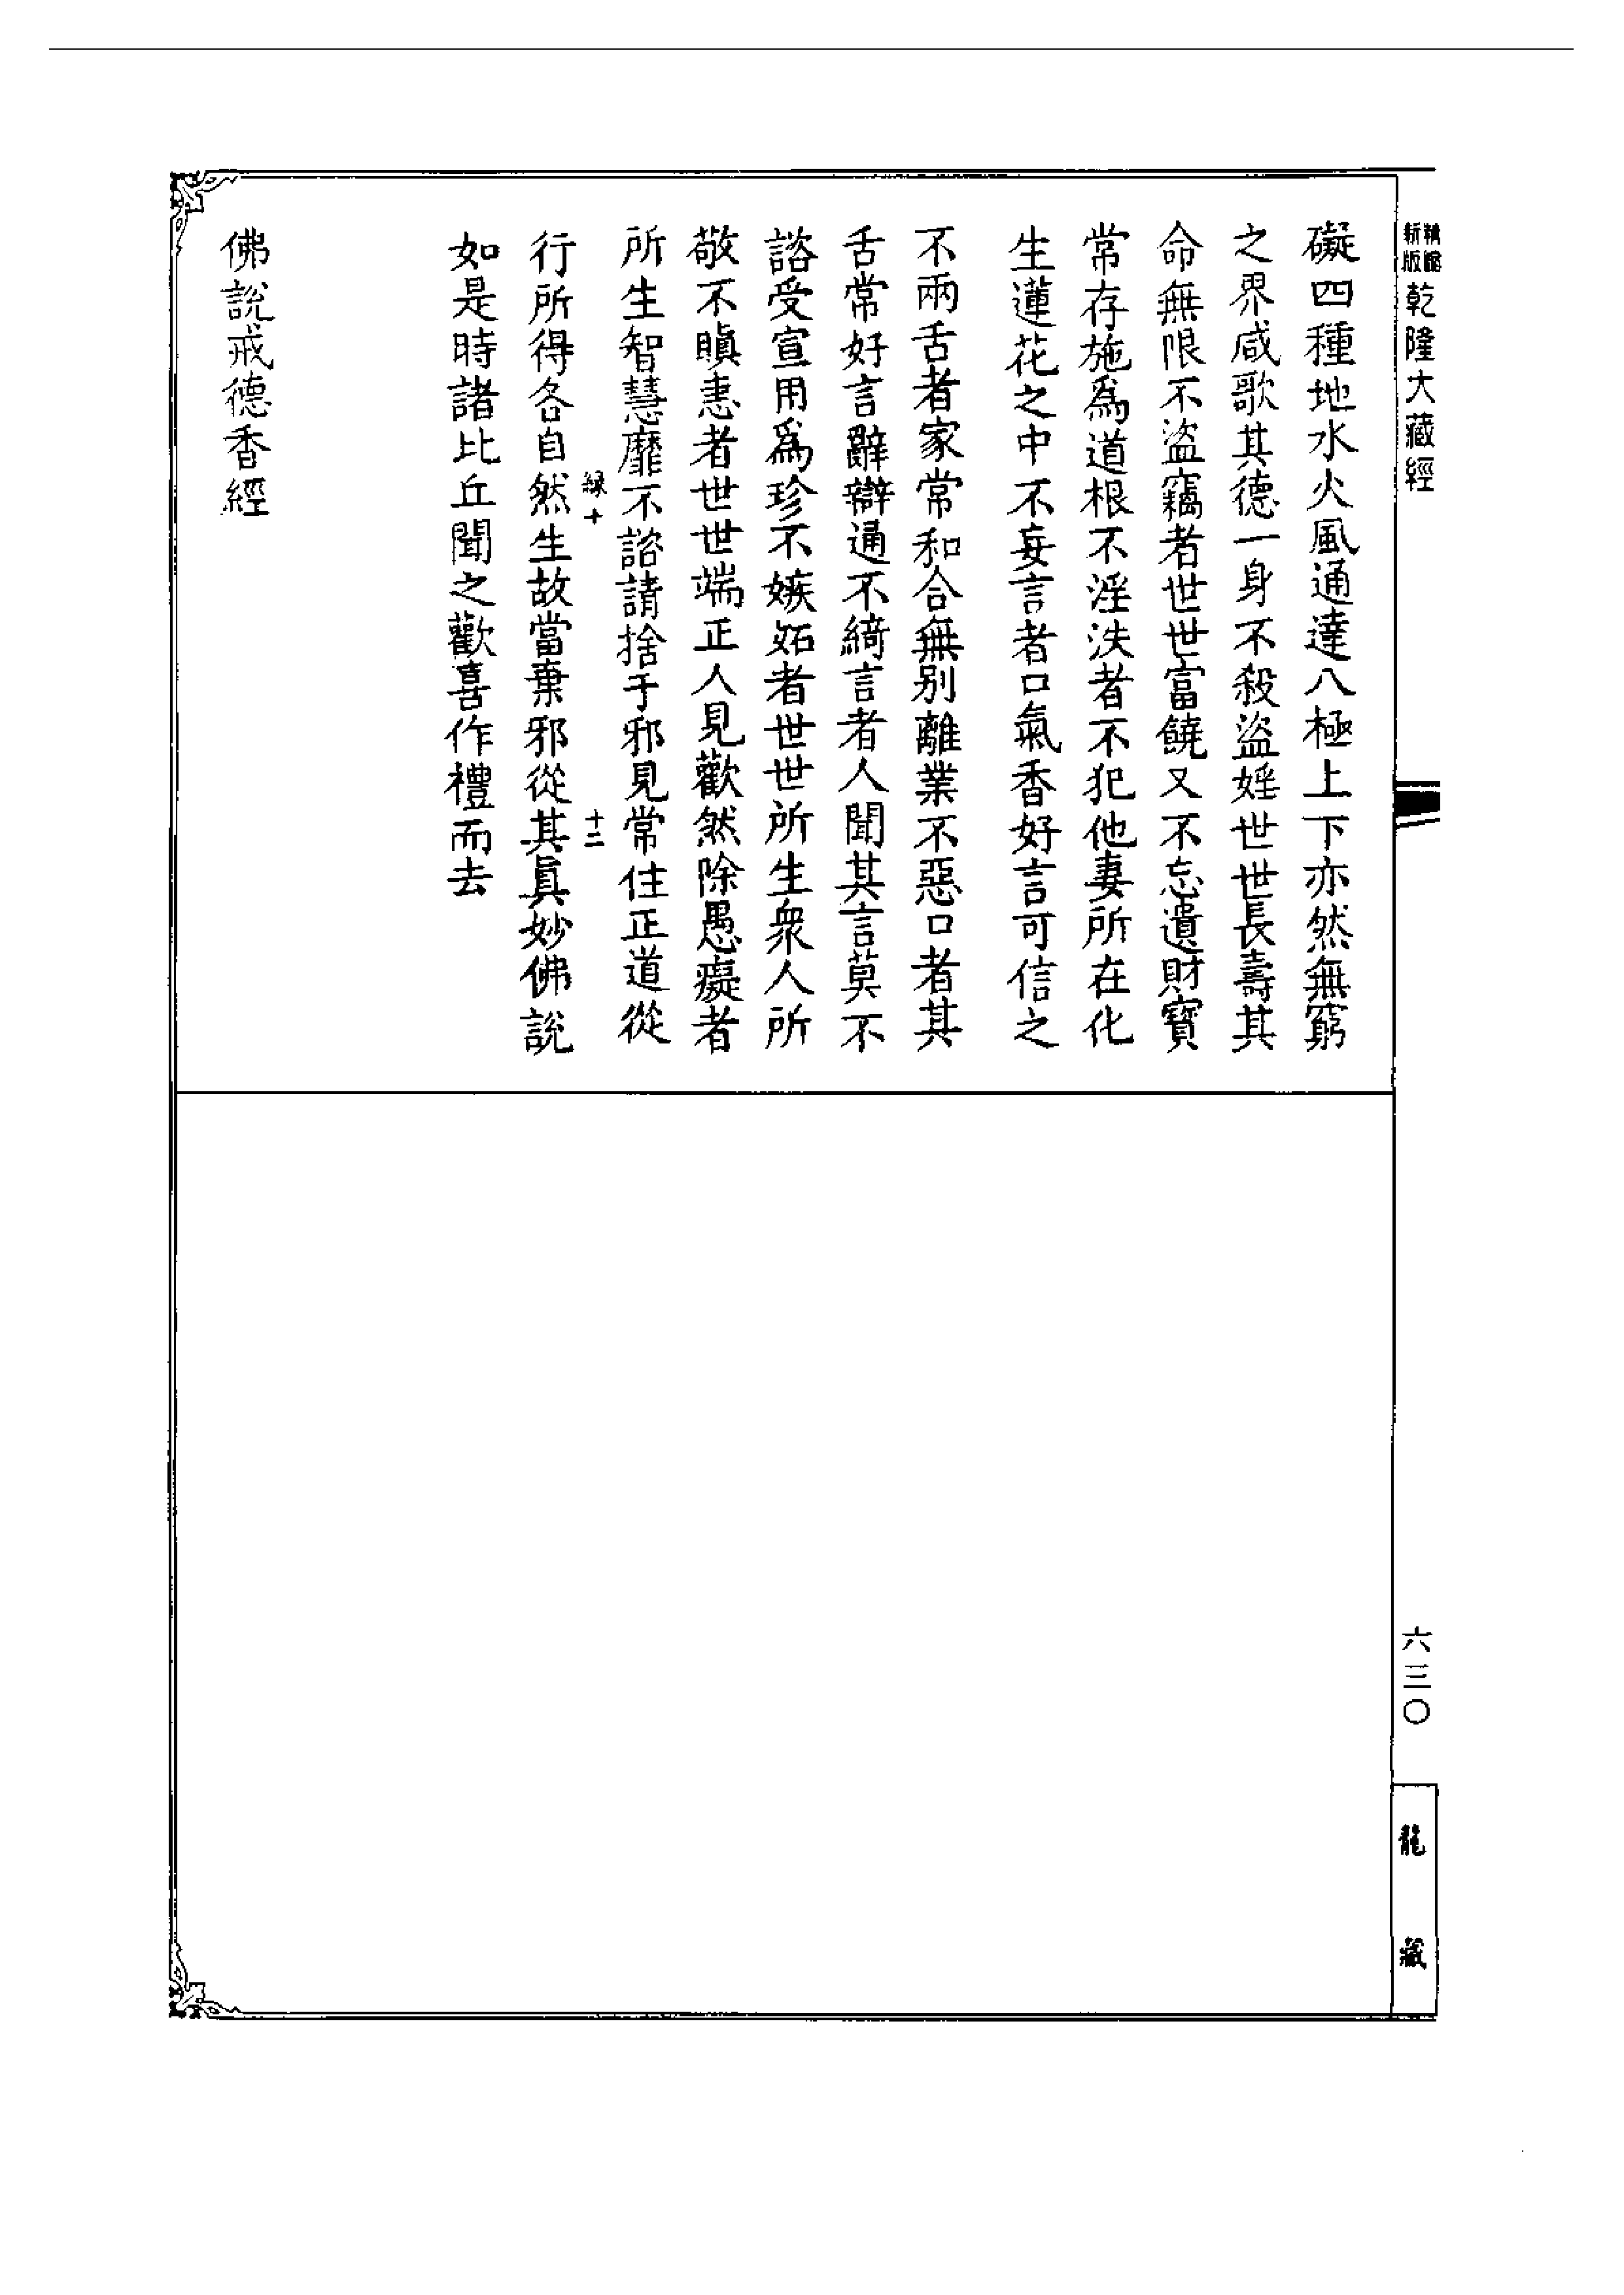 精縮新版乾隆大藏經
礙四種地水火風通達八極上下亦然無窮
之界咸歌其德一身不殺盜婬世世長壽其
命無限不盜竊者世世富饒又不忘遺財寶
常存施為道根不淫泆者不犯他妻所在化
生蓮花之中不妄言者口氣香好言可信之
不兩舌者家常和合無别離業不惡口者其
舌常好言辭辯通不綺言者人聞其言莫不
諮受宣用為珍不嫉妬者世世所生衆人所
敬不瞋恚者世世端正人見歡然除愚癡者
所生智慧靡不諮請捨于邪見常住正道從
緑十
十二
行所得各自然生故當棄邪從其眞妙佛說
如是時諸比丘聞之歡喜作禮而去
佛說戒德香經
六三〇
龍藏